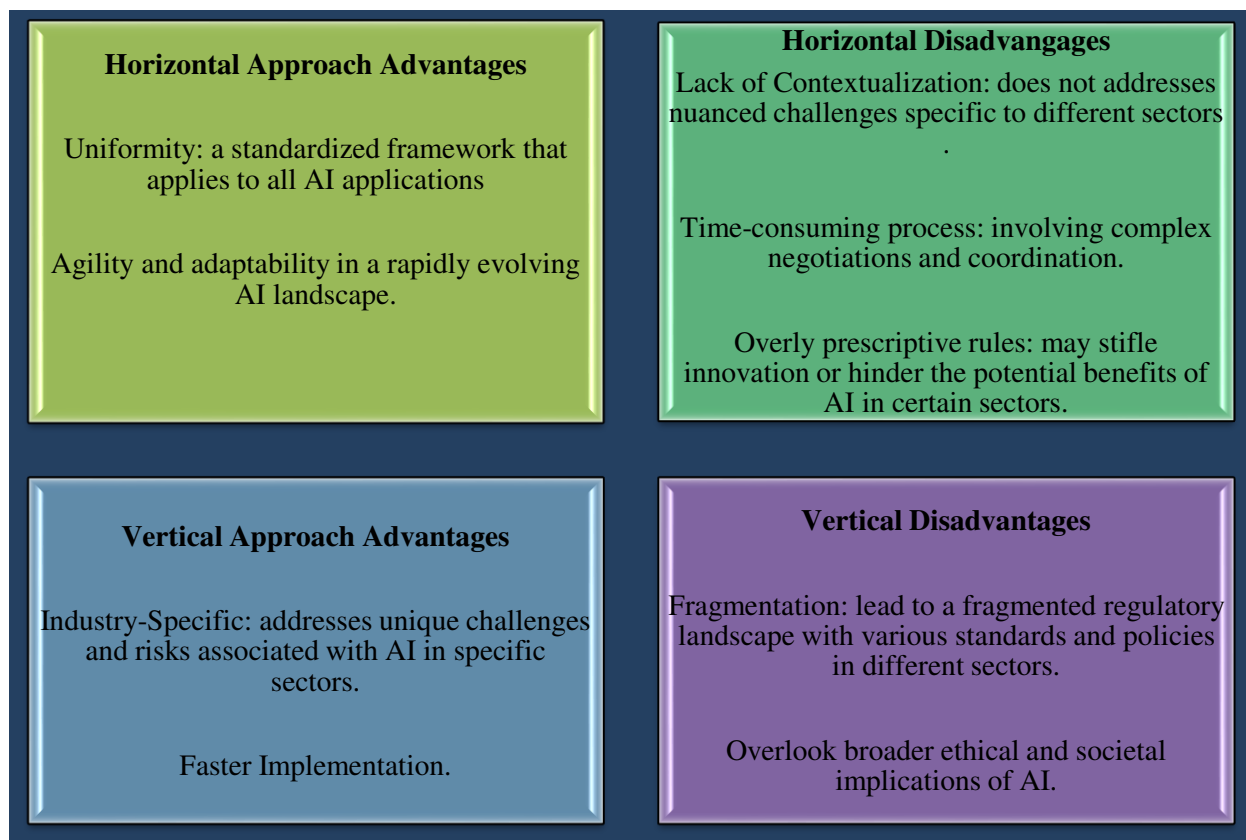 Horizontal Approach Advantages
Uniformity: a standardized framework that
applies to all AI applications
Agility and adaptability in a rapidly evolving
AI landscape.
Horizontal Disadvangages
Lack of Contextualization: does not addresses
nuanced challenges specific to different sectors
.
Time-consuming process: involving complex
negotiations and coordination.
Overly prescriptive rules: may stifle
innovation or hinder the potential benefits of
AI in certain sectors.
Vertical Approach Advantages
Industry-Specific: addresses unique challenges
and risks associated with AI in specific
sectors.
Faster Implementation.
Vertical Disadvantages
Fragmentation: lead to a fragmented regulatory
landscape with various standards and policies
in different sectors.
Overlook broader ethical and societal
implications of AI.